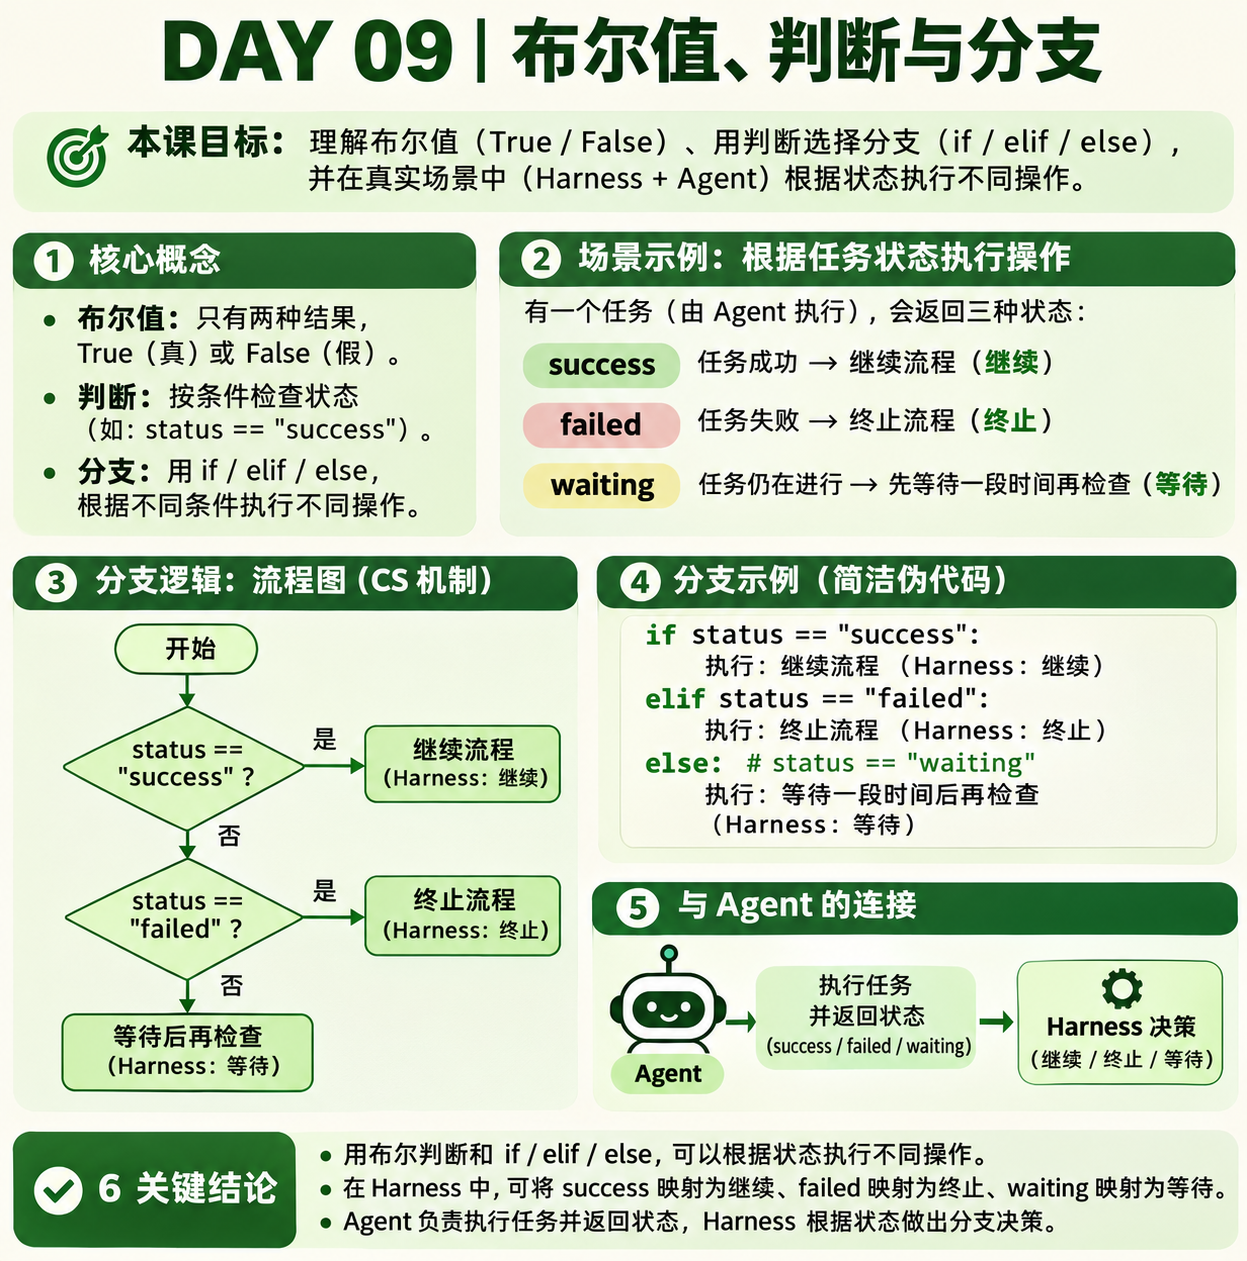 DAY 09 | 布尔值、判断与分支
本课目标： 理解布尔值（True / False）、用判断选择分支（if / elif / else），
并在真实场景中（Harness + Agent）根据状态执行不同操作。
1 核心概念
• 布尔值：只有两种结果，
True（真）或 False（假）。
• 判断：按条件检查状态
（如: status == "success"）。
• 分支：用 if / elif / else，
根据不同条件执行不同操作。
2 场景示例：根据任务状态执行操作
有一个任务（由 Agent 执行），会返回三种状态：
success 任务成功 → 继续流程（继续）
failed 任务失败 → 终止流程（终止）
waiting 任务仍在进行 → 先等待一段时间再检查（等待）
3 分支逻辑：流程图（CS 机制）
开始
status ==
"success" ?
是
继续流程
（Harness: 继续）
否
status ==
"failed" ?
是
终止流程
（Harness: 终止）
否
等待后再检查
（Harness: 等待）
4 分支示例（简洁伪代码）
if status == "success":
执行：继续流程 （Harness: 继续）
elif status == "failed":
执行：终止流程 （Harness: 终止）
else: # status == "waiting"
执行：等待一段时间后再检查
（Harness: 等待）
5 与 Agent 的连接
Agent
执行任务
并返回状态
(success / failed / waiting)
Harness 决策
（继续 / 终止 / 等待）
6 关键结论
• 用布尔判断和 if / elif / else, 可以根据状态执行不同操作。
• 在 Harness 中, 可将 success 映射为继续、failed 映射为终止、waiting 映射为等待。
• Agent 负责执行任务并返回状态，Harness 根据状态做出分支决策。